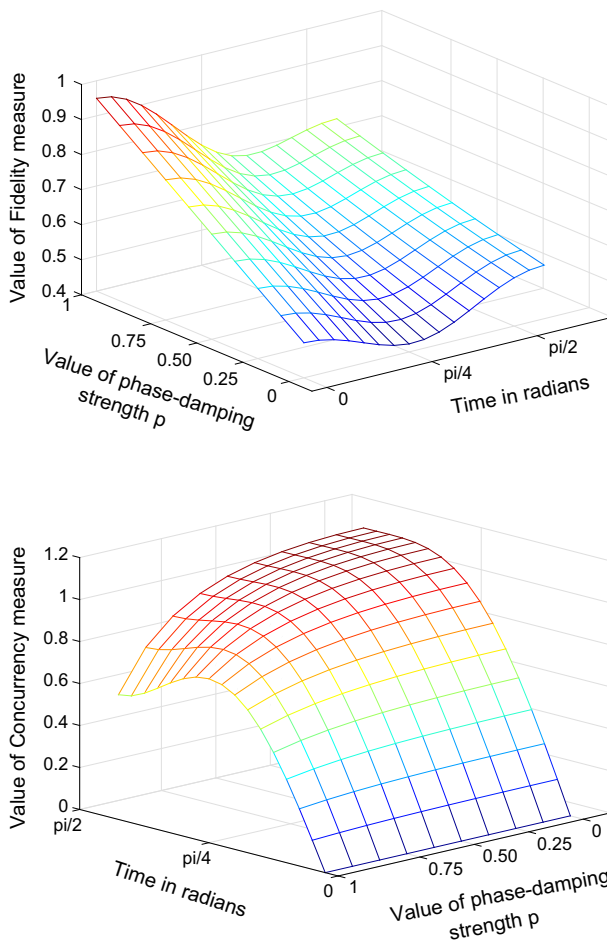 1
0.9
0.8
0.7
0.6
0.5
0.4
Value of Fidelity measure
1
0.75
0.50
0.25
0
Value of phase-damping
strength p
0
pi/4
pi/2
Time in radians
1.2
1
0.8
0.6
0.4
0.2
0
Value of Concurrency measure
pi/2
pi/4
0
Time in radians
1
0.75
0.50
0.25
0
Value of phase-damping
strength p